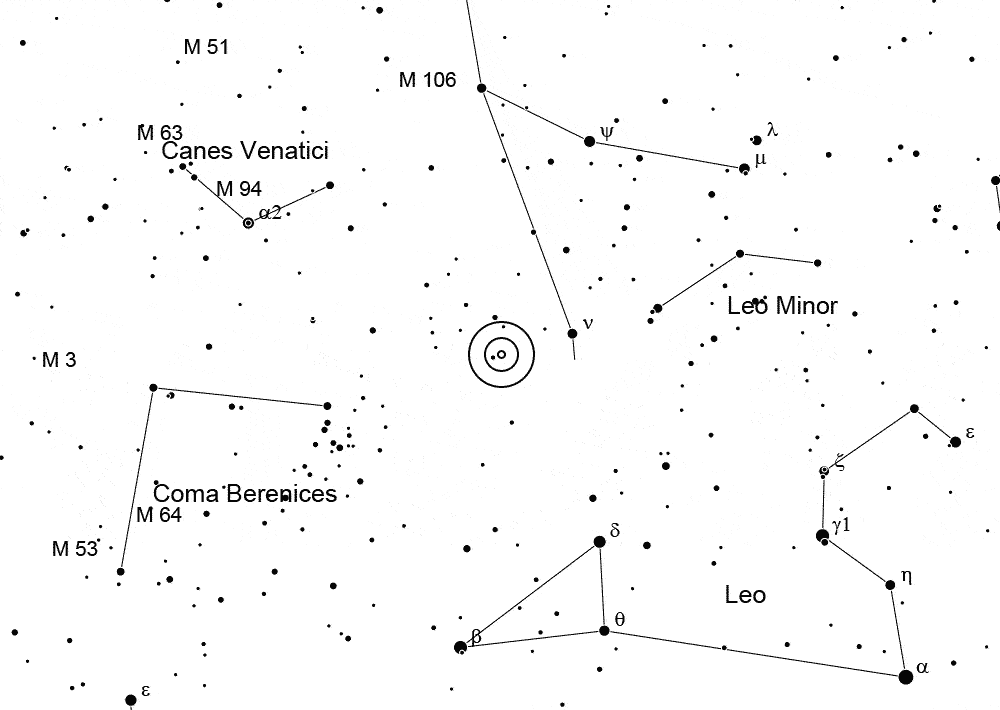 M 51
M 106
ψ
λ
M 63
Canes Venatici
μ
M 94
α2
Leo Minor
ν
M 3
ε
ζ
Coma Berenices
M 64
γ1
δ
M 53
η
Leo
θ
β
α
ε